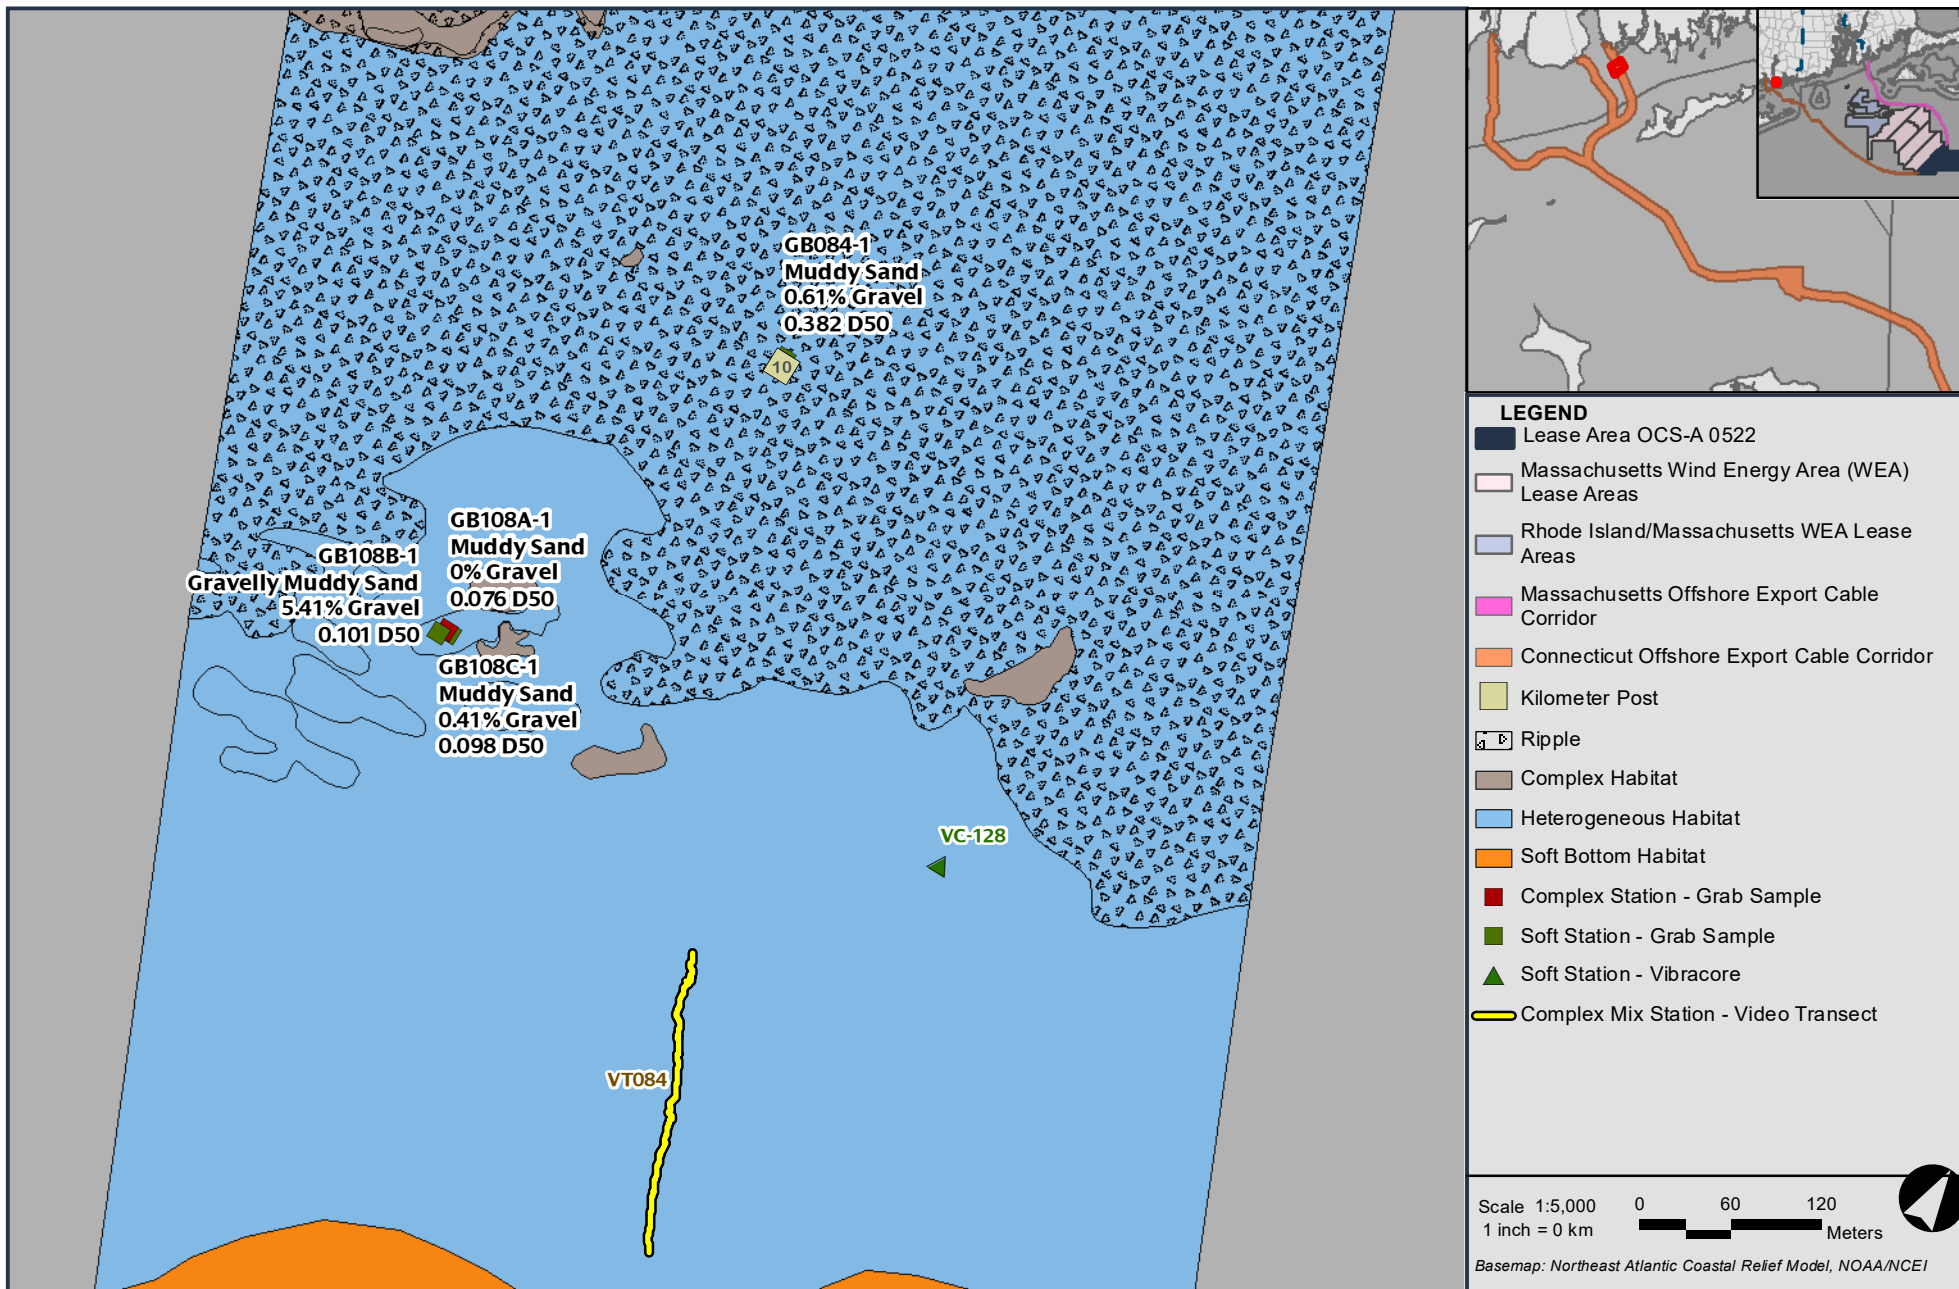 GB084-1
Muddy Sand
0.61% Gravel
0.382 D50
10
GB108A-1
Muddy Sand
0% Gravel
0.076 D50
GB108B-1
Gravelly Muddy Sand
5.41% Gravel
0.101 D50
GB108C-1
Muddy Sand
0.41% Gravel
0.098 D50
VC-128
VT084
LEGEND
Lease Area OCS-A 0522
Massachusetts Wind Energy Area (WEA)
Lease Areas
Rhode Island/Massachusetts WEA Lease
Areas
Massachusetts Offshore Export Cable
Corridor
Connecticut Offshore Export Cable Corridor
Kilometer Post
Ripple
Complex Habitat
Heterogeneous Habitat
Soft Bottom Habitat
Complex Station - Grab Sample
Soft Station - Grab Sample
Soft Station - Vibracore
Complex Mix Station - Video Transect
Scale 1:5,000
1 inch = 0 km
0 60 120
Meters
Basemap: Northeast Atlantic Coastal Relief Model, NOAA/NCEI